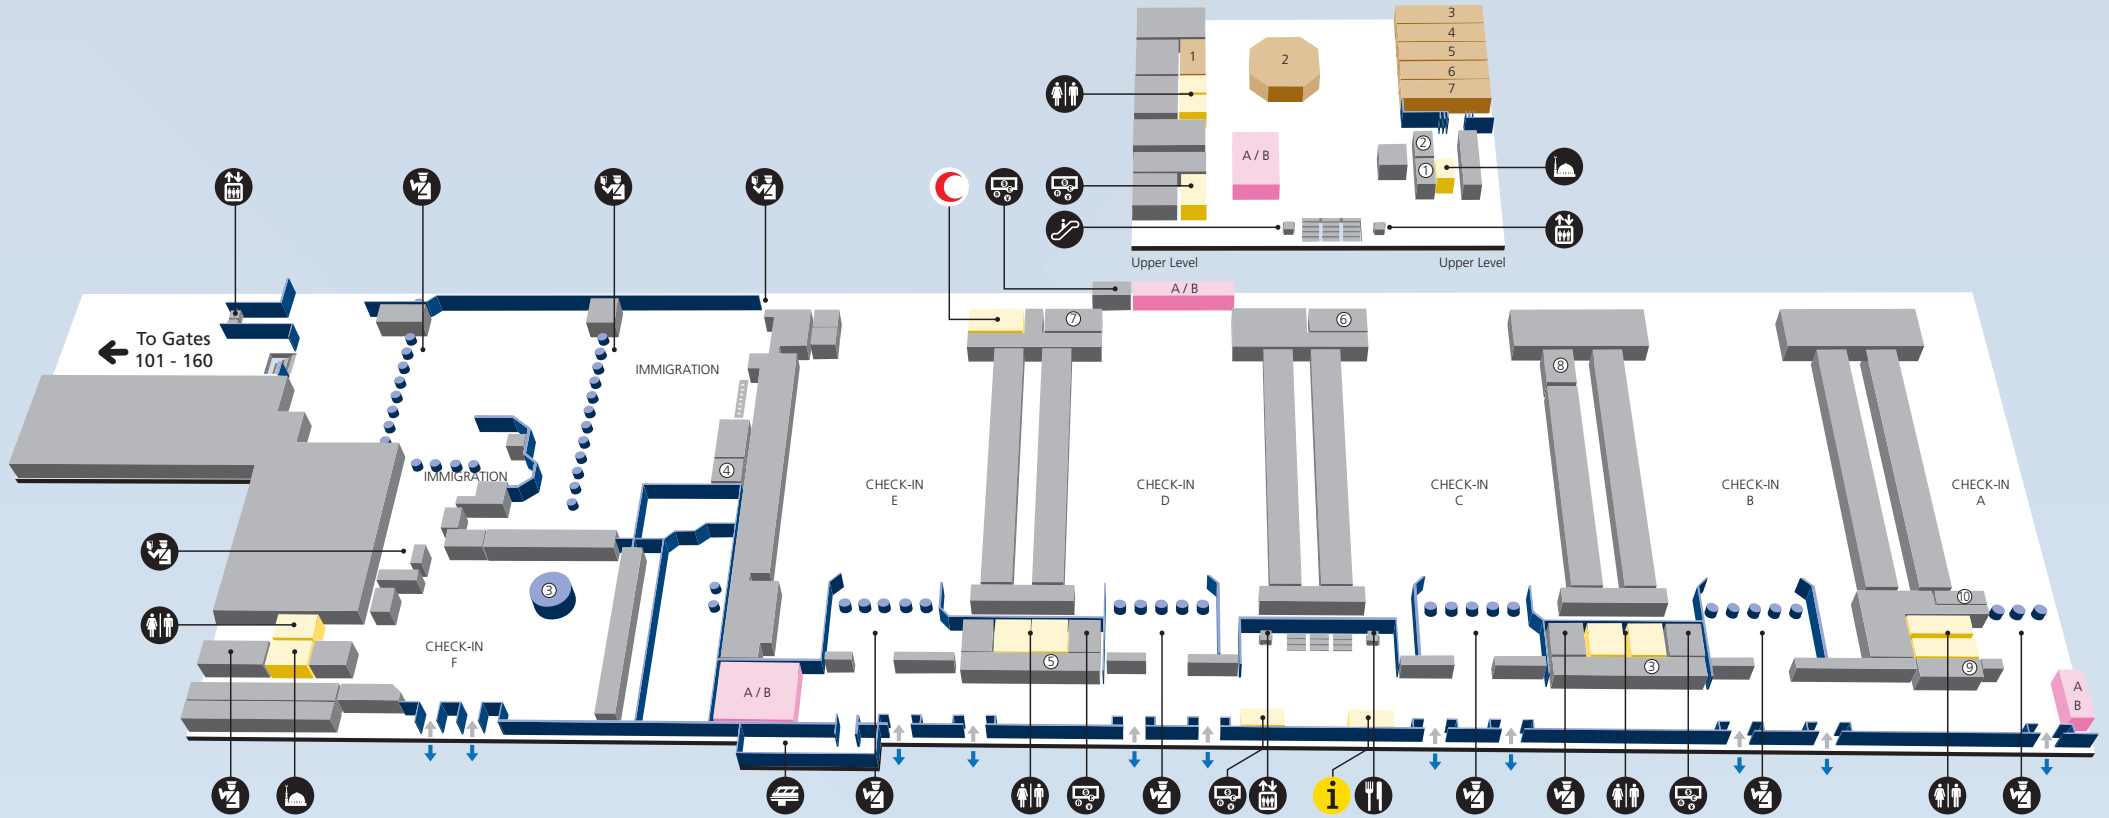 3
4
1
5
2
6
7
A / B
2
1
Upper Level
Upper Level
A / B
To Gates
101 - 160
7
6
IMMIGRATION
8
4
IMMIGRATION
CHECK-IN
E
CHECK-IN
D
CHECK-IN
C
CHECK-IN
B
CHECK-IN
A
3
10
CHECK-IN
F
5
3
9
A / B
A
B
i